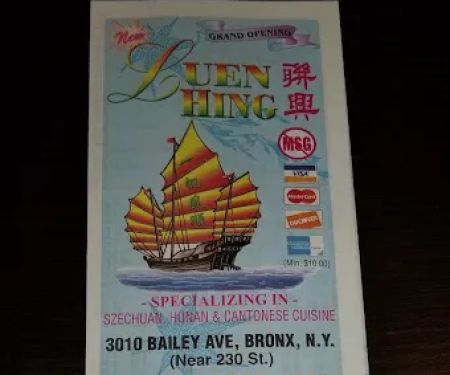 New
GRAND OPENING
LUEN
HING
聯興
MSG
VISA
MasterCard
DISCOVER
(Min. $10.00)
- SPECIALIZING IN -
SZECHUAN, HUNAN & CANTONESE CUISINE
3010 BAILEY AVE, BRONX, N.Y.
(Near 230 St.)